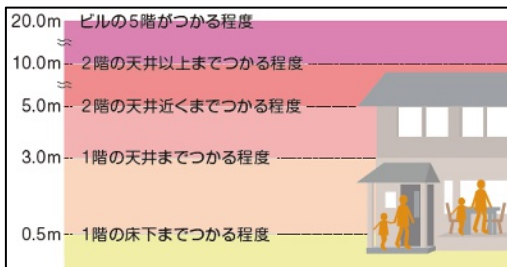 20.0m ビルの5階がつかる程度
10.0m 2階の天井以上までつかる程度
5.0m 2階の天井近くまでつかる程度
3.0m 1階の天井までつかる程度
0.5m 1階の床下までつかる程度